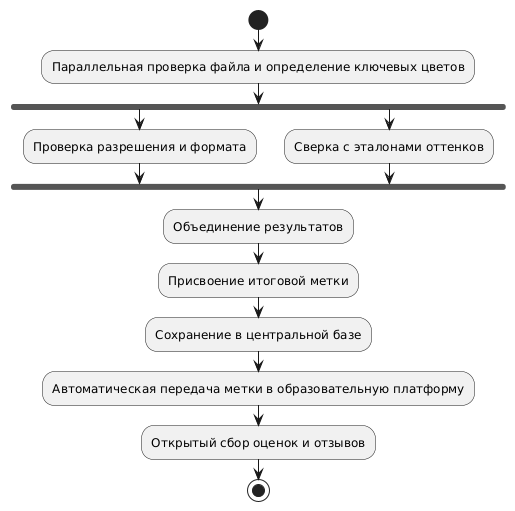 Параллельная проверка файла и определение ключевых цветов
Проверка разрешения и формата
Сверка с эталонами оттенков
Объединение результатов
Присвоение итоговой метки
Сохранение в центральной базе
Автоматическая передача метки в образовательную платформу
Открытый сбор оценок и отзывов